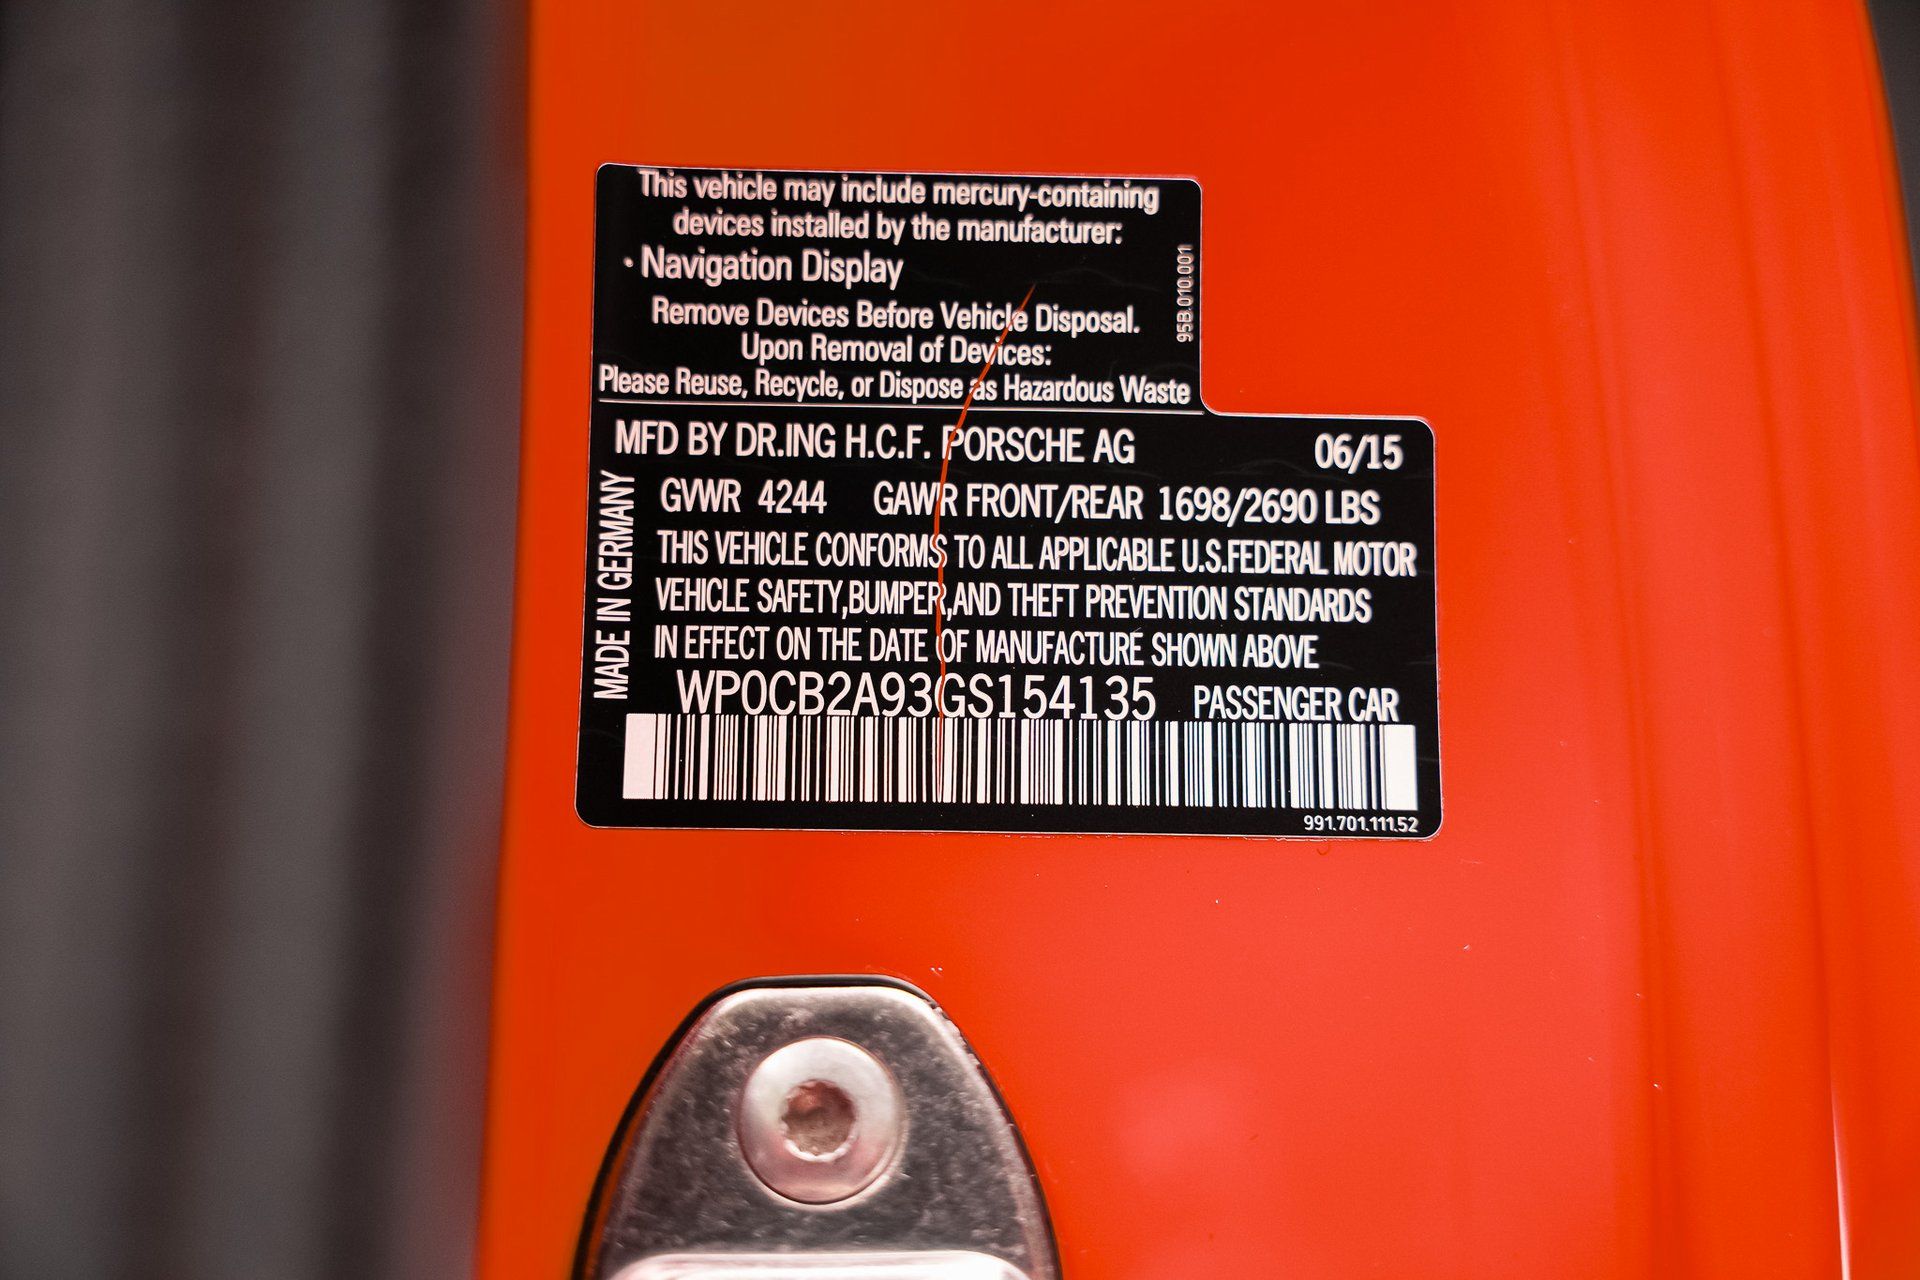 This vehicle may include mercury-containing
devices installed by the manufacturer:
· Navigation Display
Remove Devices Before Vehicle Disposal.
Upon Removal of Devices:
Please Reuse, Recycle, or Dispose as Hazardous Waste
95B.010.001
MFD BY DR.ING H.C.F. PORSCHE AG 06/15
GVWR 4244 GAWR FRONT/REAR 1698/2690 LBS
THIS VEHICLE CONFORMS TO ALL APPLICABLE U.S.FEDERAL MOTOR
VEHICLE SAFETY,BUMPER,AND THEFT PREVENTION STANDARDS
IN EFFECT ON THE DATE OF MANUFACTURE SHOWN ABOVE
MADE IN GERMANY
WP0CB2A93GS154135 PASSENGER CAR
991.701.111.52